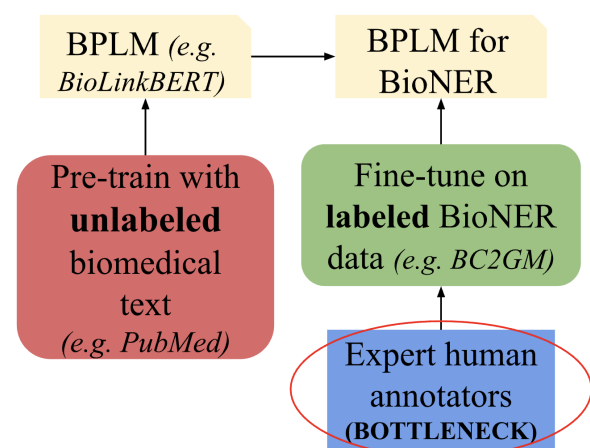 BPLM (e.g.
BioLinkBERT)
BPLM for
BioNER
Pre-train with
unlabeled
biomedical
text
(e.g. PubMed)
Fine-tune on
labeled BioNER
data (e.g. BC2GM)
Expert human
annotators
(BOTTLENECK)